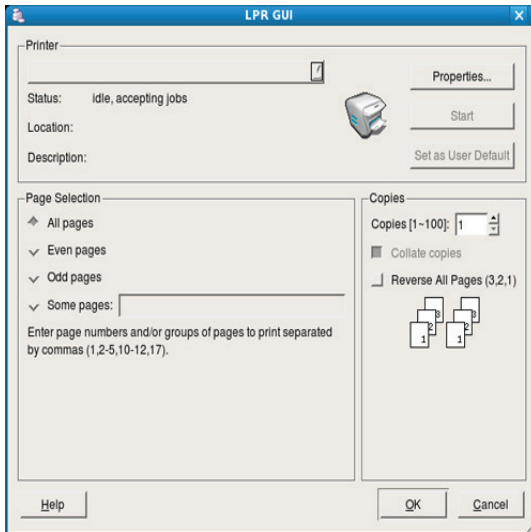 LPR GUI
Printer
Properties...
Status: idle, accepting jobs
Start
Location:
Description:
Set as User Default
Page Selection
All pages
Even pages
Odd pages
Some pages:
Enter page numbers and/or groups of pages to print separated
by commas (1,2-5,10-12,17).
Copies
Copies [1~100]: 1
Collate copies
Reverse All Pages (3,2,1)
3 3
2 2
1 1
Help
OK
Cancel